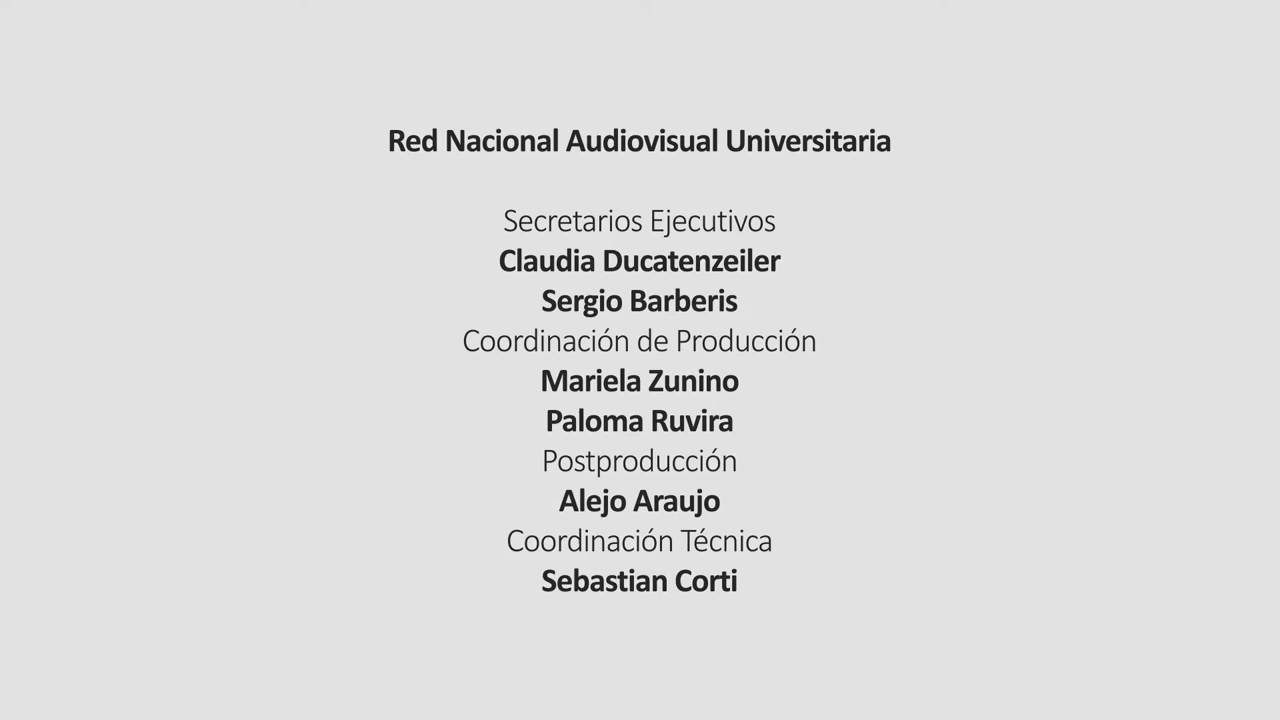 Red Nacional Audiovisual Universitaria
Secretarios Ejecutivos
Claudia Ducatenzeiler
Sergio Barberis
Coordinación de Producción
Mariela Zunino
Paloma Ruvira
Postproducción
Alejo Araujo
Coordinación Técnica
Sebastian Corti